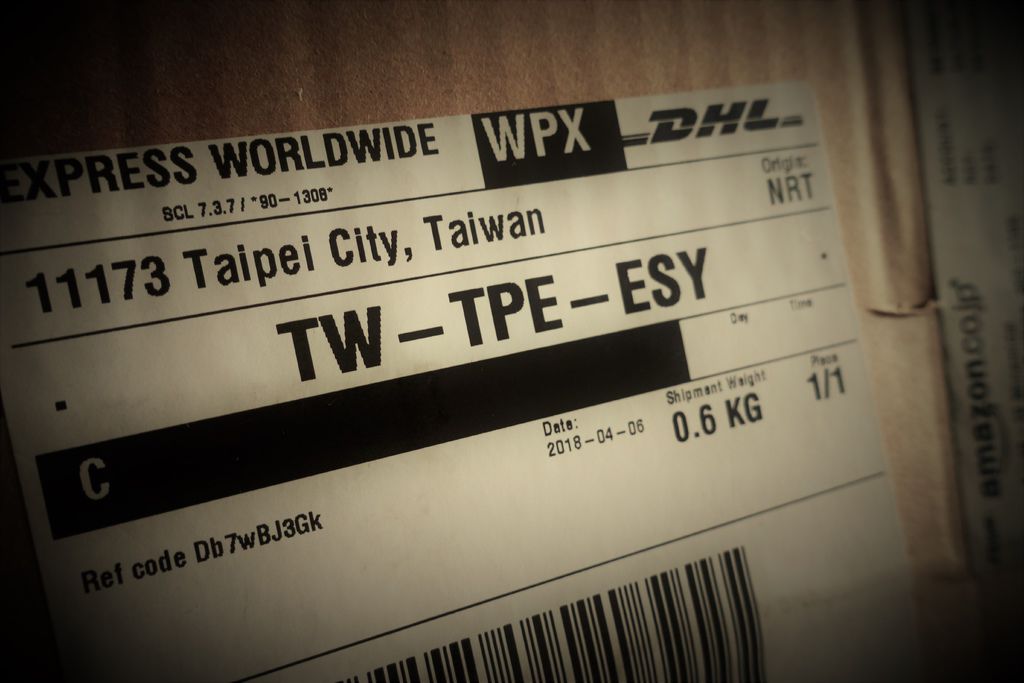 EXPRESS WORLDWIDE
WPX
DHL
SCL 7.3.7 / *90-1308*
Origin:
NRT
11173 Taipei City, Taiwan
TW-TPE-ESY
Day
Time
C
Date:
2018-04-06
Shipment Weight
0.6 KG
Piece
1/1
Ref code Db7wBJ3Gk
amazon.co.jp